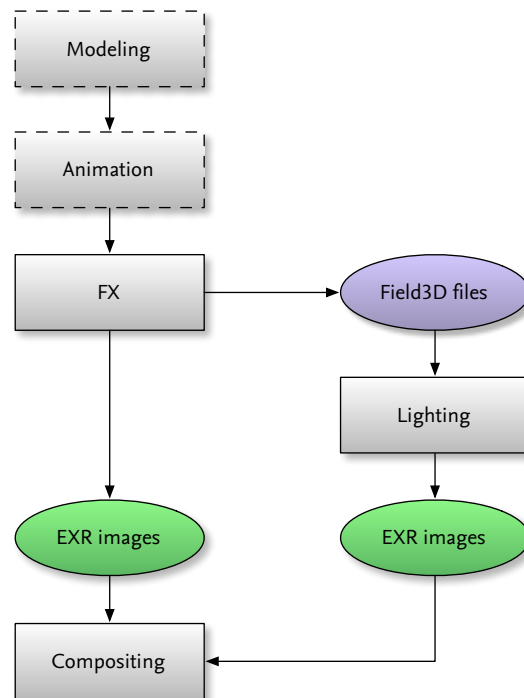 Modeling
Animation
FX
Field3D files
Lighting
EXR images
EXR images
Compositing